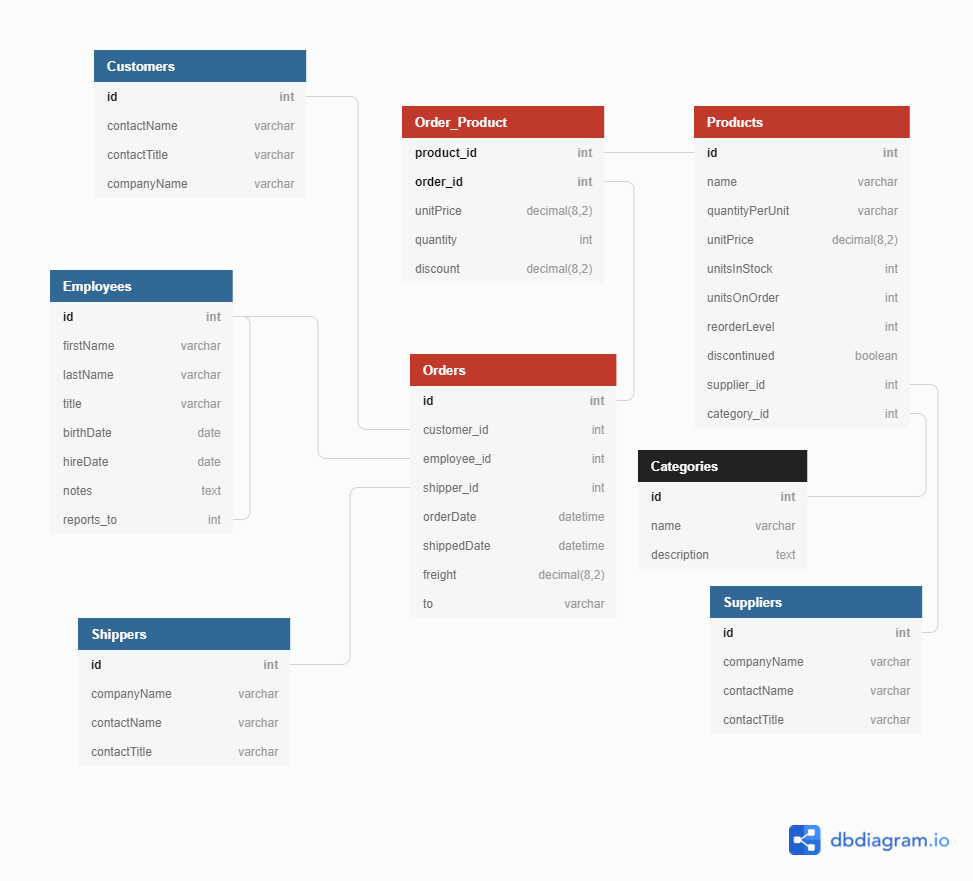 Customers
id int
contactName varchar
contactTitle varchar
companyName varchar
Order_Product
product_id int
order_id int
unitPrice decimal(8,2)
quantity int
discount decimal(8,2)
Products
id int
name varchar
quantityPerUnit varchar
unitPrice decimal(8,2)
unitsInStock int
unitsOnOrder int
reorderLevel int
discontinued boolean
supplier_id int
category_id int
Employees
id int
firstName varchar
lastName varchar
title varchar
birthDate date
hireDate date
notes text
reports_to int
Orders
id int
customer_id int
employee_id int
shipper_id int
orderDate datetime
shippedDate datetime
freight decimal(8,2)
to varchar
Categories
id int
name varchar
description text
Suppliers
id int
companyName varchar
contactName varchar
contactTitle varchar
Shippers
id int
companyName varchar
contactName varchar
contactTitle varchar
dbdiagram.io